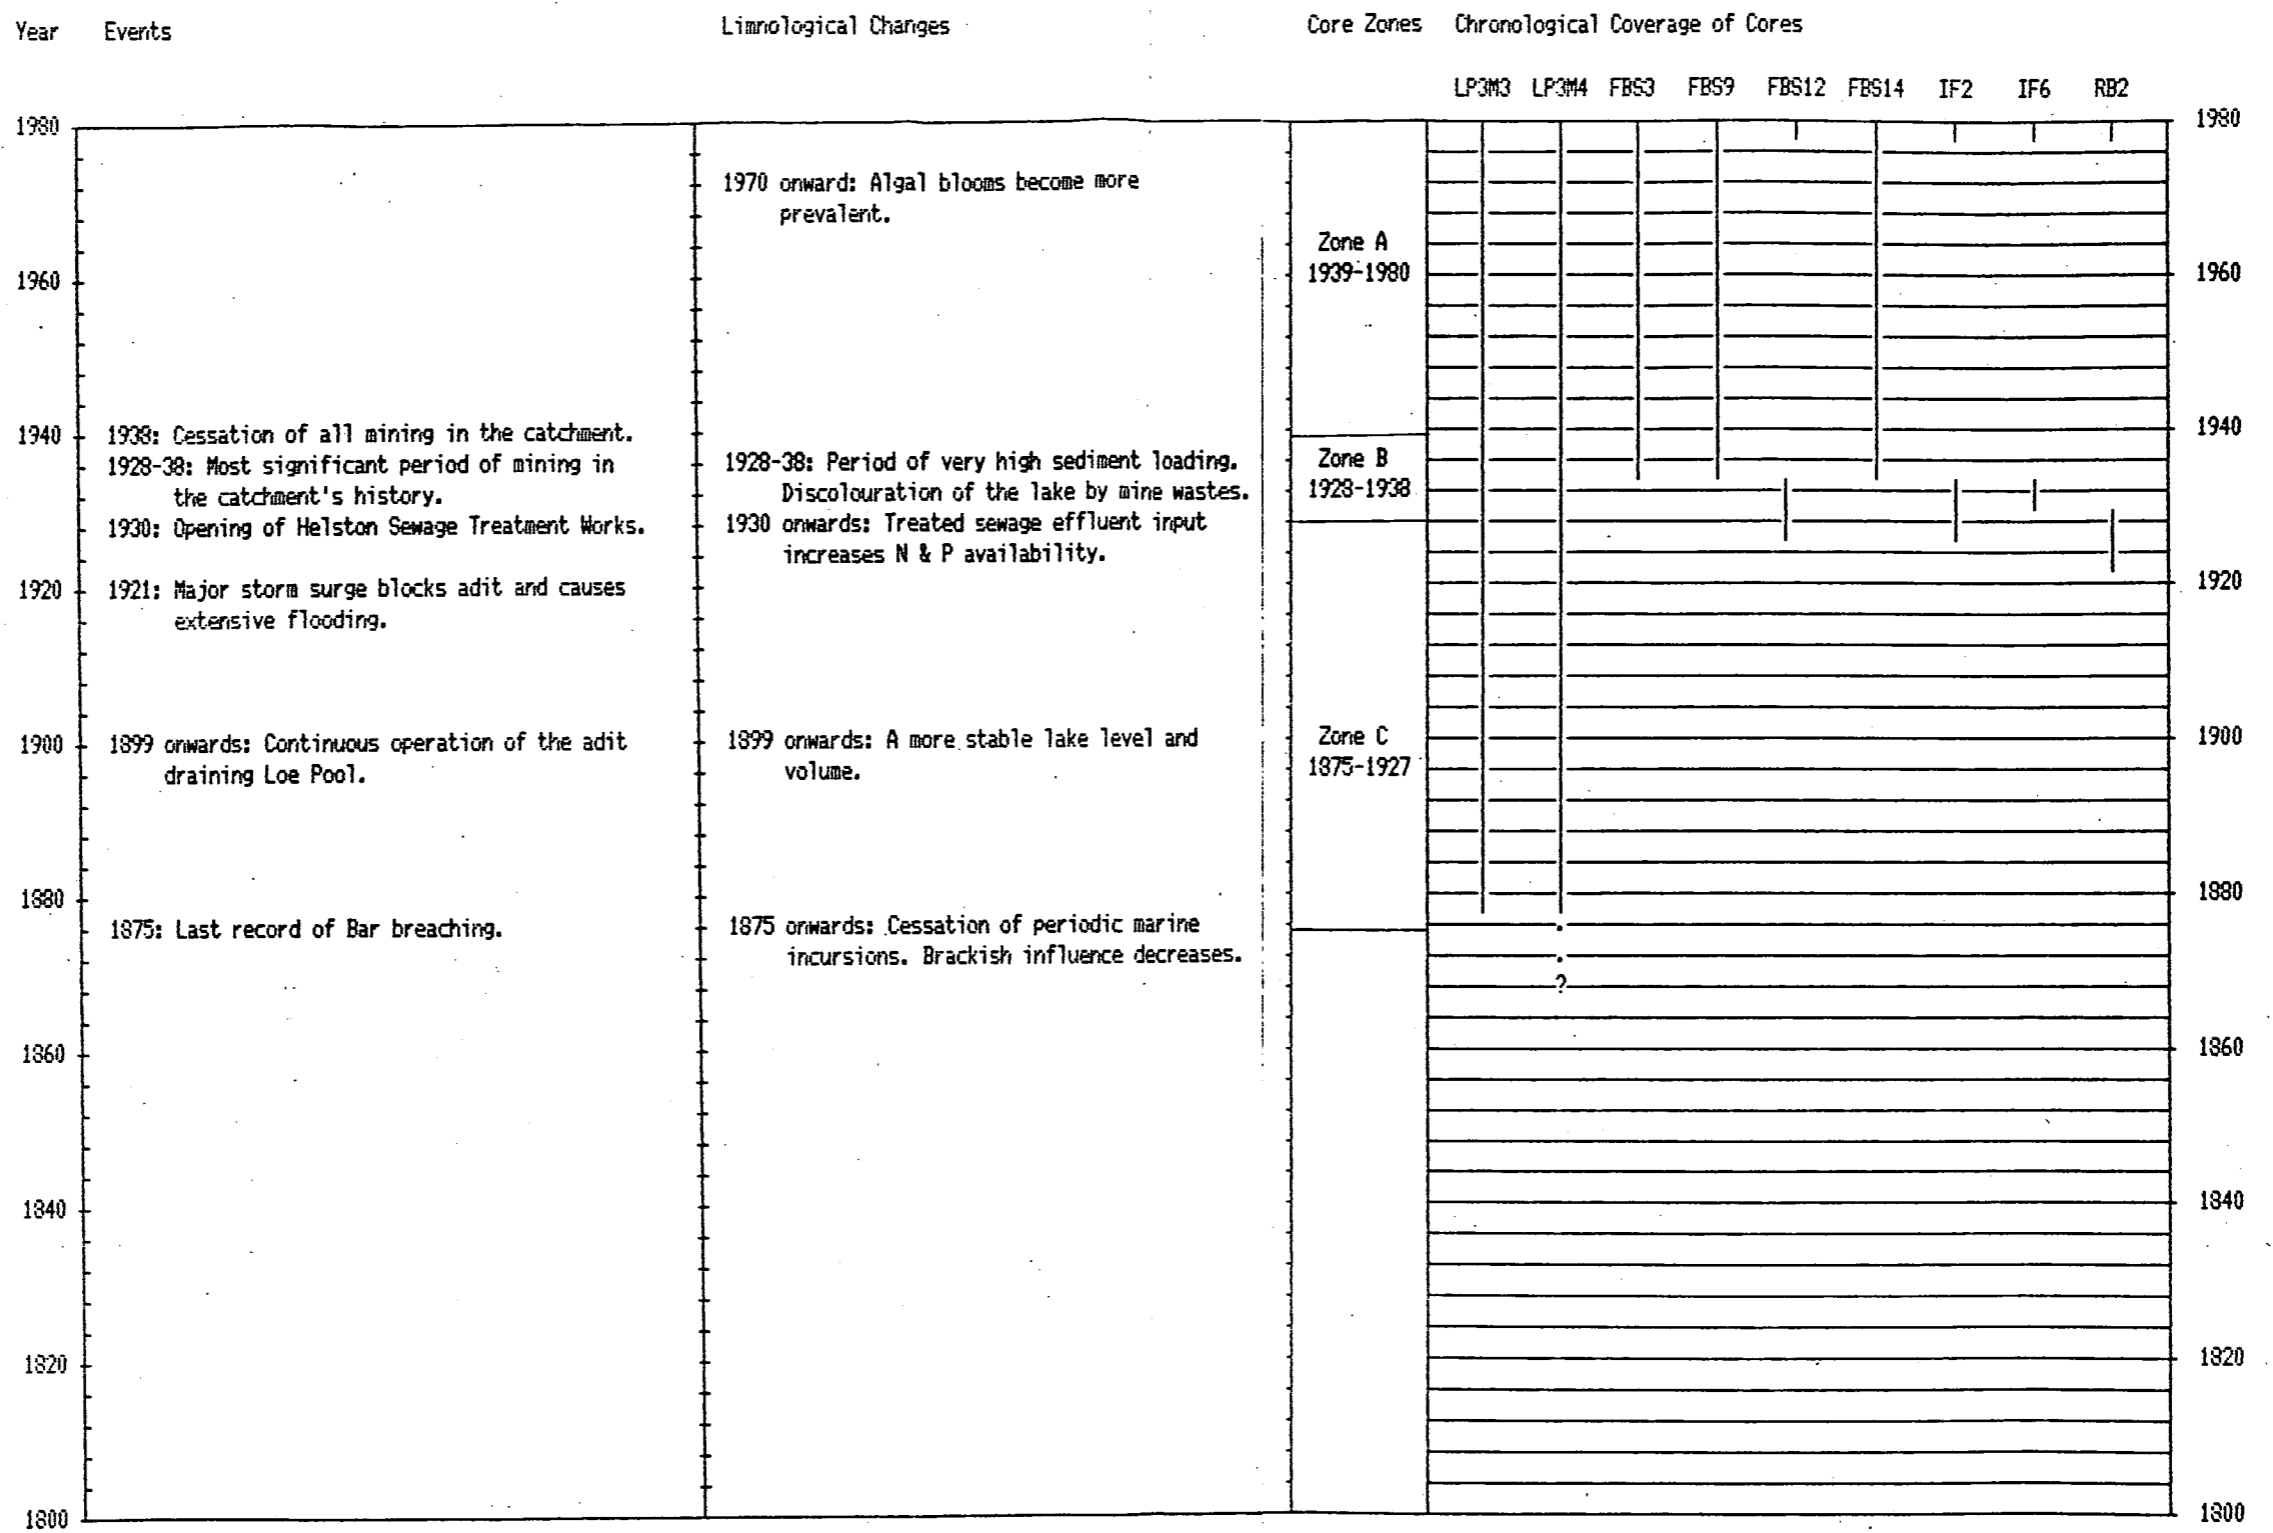 Year Events Limnological Changes Core Zones Chronological Coverage of Cores
LP3M3 LP3M4 FBS3 FBS9 FBS12 FBS14 IF2 IF6 RB2
1980 1980
1970 onward: Algal blooms become more
prevalent.
Zone A
1939-1980
1960 1960
1940 1938: Cessation of all mining in the catchment. 1940
1928-38: Most significant period of mining in
the catchment's history.
1930: Opening of Helston Sewage Treatment Works.
1928-38: Period of very high sediment loading.
Discolouration of the lake by mine wastes.
1930 onwards: Treated sewage effluent input
increases N & P availability.
Zone B
1928-1938
1920 1921: Major storm surge blocks adit and causes 1920
extensive flooding.
1900 1899 onwards: Continuous operation of the adit 1900
draining Loe Pool.
1899 onwards: A more stable lake level and
volume.
Zone C
1875-1927
1880 1880
1875: Last record of Bar breaching.
1875 onwards: Cessation of periodic marine
incursions. Brackish influence decreases.
?
1860 1860
1840 1840
1820 1820
1800 1800